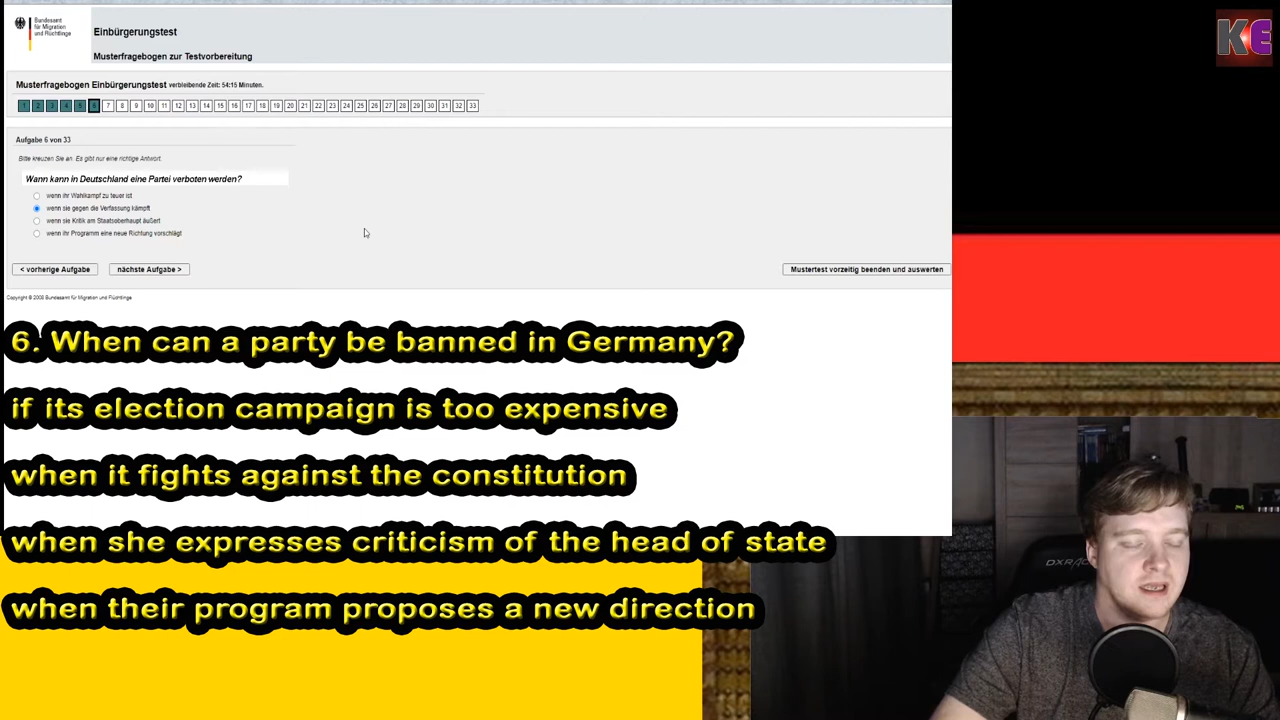 Bundesamt
für Migration
und Flüchtlinge
Einbürgerungstest
Musterfragebogen zur Testvorbereitung
KE
Musterfragebogen Einbürgerungstest verbleibende Zeit: 54:15 Minuten.
1 2 3 4 5 6 7 8 9 10 11 12 13 14 15 16 17 18 19 20 21 22 23 24 25 26 27 28 29 30 31 32 33
Aufgabe 6 von 33
Bitte kreuzen Sie an. Es gibt nur eine richtige Antwort.
Wann kann in Deutschland eine Partei verboten werden?
wenn ihr Wahlkampf zu teuer ist
wenn sie gegen die Verfassung kämpft
wenn sie Kritik am Staatsoberhaupt äußert
wenn ihr Programm eine neue Richtung vorschlägt
< vorherige Aufgabe nächste Aufgabe > Mustertest vorzeitig beenden und auswerten
Copyright © 2008 Bundesamt für Migration und Flüchtlinge
6. When can a party be banned in Germany?
if its election campaign is too expensive
when it fights against the constitution
when she expresses criticism of the head of state
when their program proposes a new direction